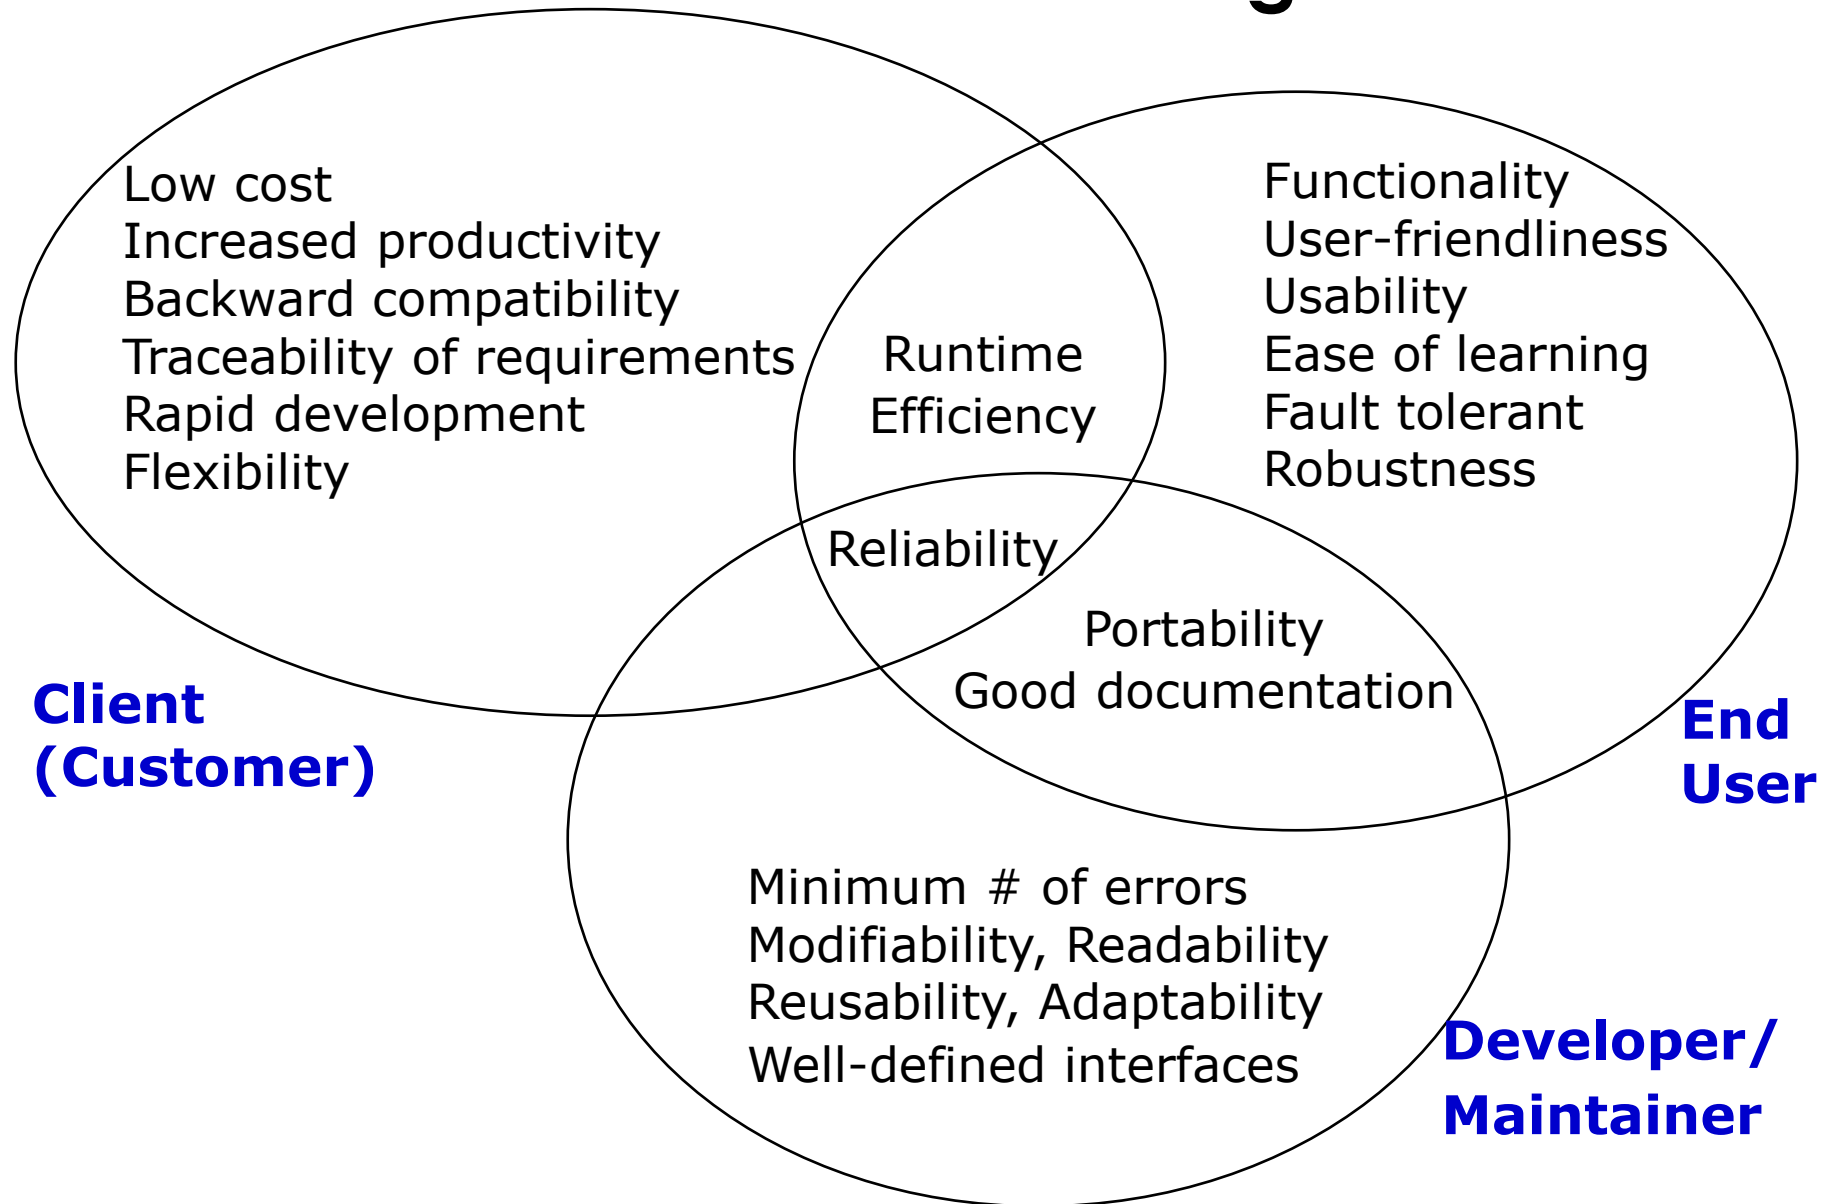 Low cost
Increased productivity
Backward compatibility
Traceability of requirements
Rapid development
Flexibility
Runtime
Efficiency
Functionality
User-friendliness
Usability
Ease of learning
Fault tolerant
Robustness
Reliability
Portability
Good documentation
Client
(Customer)
End
User
Minimum # of errors
Modifiability, Readability
Reusability, Adaptability
Well-defined interfaces
Developer/
Maintainer